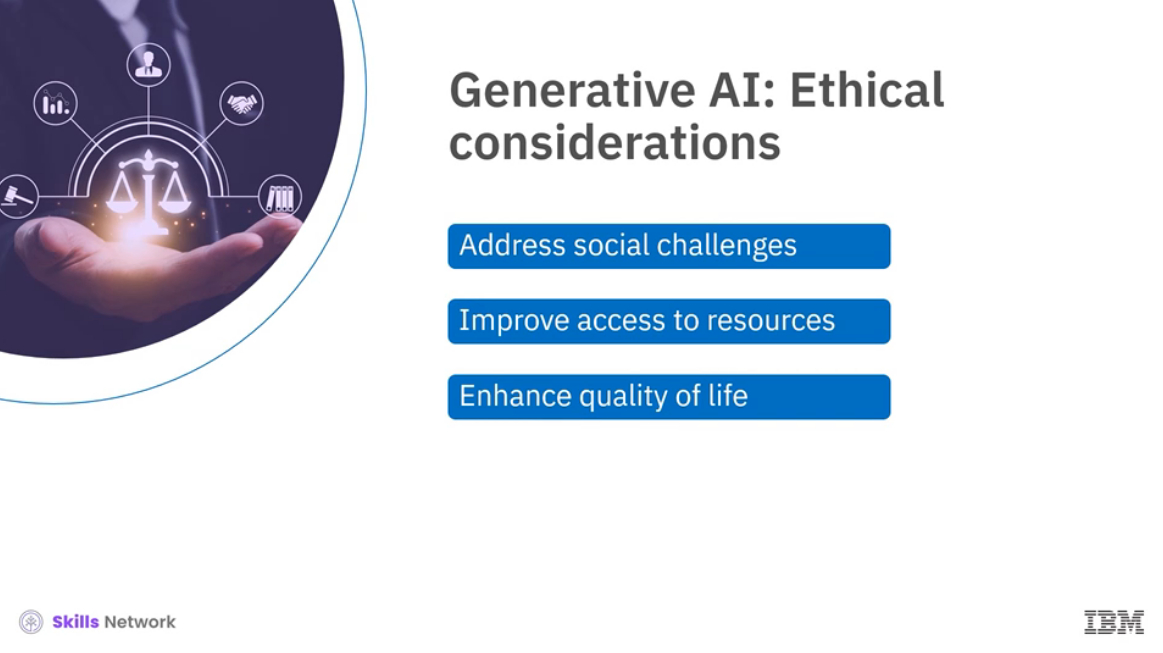 Generative AI: Ethical
considerations
Address social challenges
Improve access to resources
Enhance quality of life
Skills Network
IBM